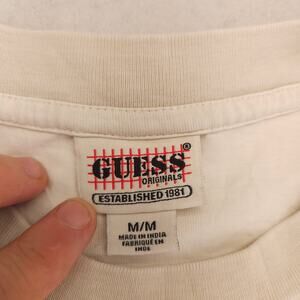 GUESS®
ORIGINALS
ESTABLISHED 1981
M/M
MADE IN INDIA
FABRIQUÉ EN
INDE